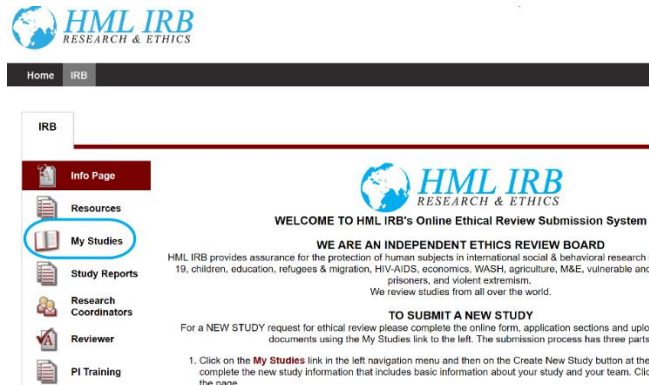 HML IRB
RESEARCH & ETHICS
Home IRB
IRB
Info Page
Resources
My Studies
Study Reports
Research
Coordinators
Reviewer
PI Training
HML IRB
RESEARCH & ETHICS
WELCOME TO HML IRB's Online Ethical Review Submission System
WE ARE AN INDEPENDENT ETHICS REVIEW BOARD
HML IRB provides assurance for the protection of human subjects in international social & behavioral research
19, children, education, refugees & migration, HIV-AIDS, economics, WASH, agriculture, M&E, vulnerable and
prisoners, and violent extremism.
We review studies from all over the world.
TO SUBMIT A NEW STUDY
For a NEW STUDY request for ethical review please complete the online form, application sections and uplo
documents using the My Studies link to the left. The submission process has three parts
1. Click on the My Studies link in the left navigation menu and then on the Create New Study button at the
complete the new study information that includes basic information about your study and your team. Clic
the page